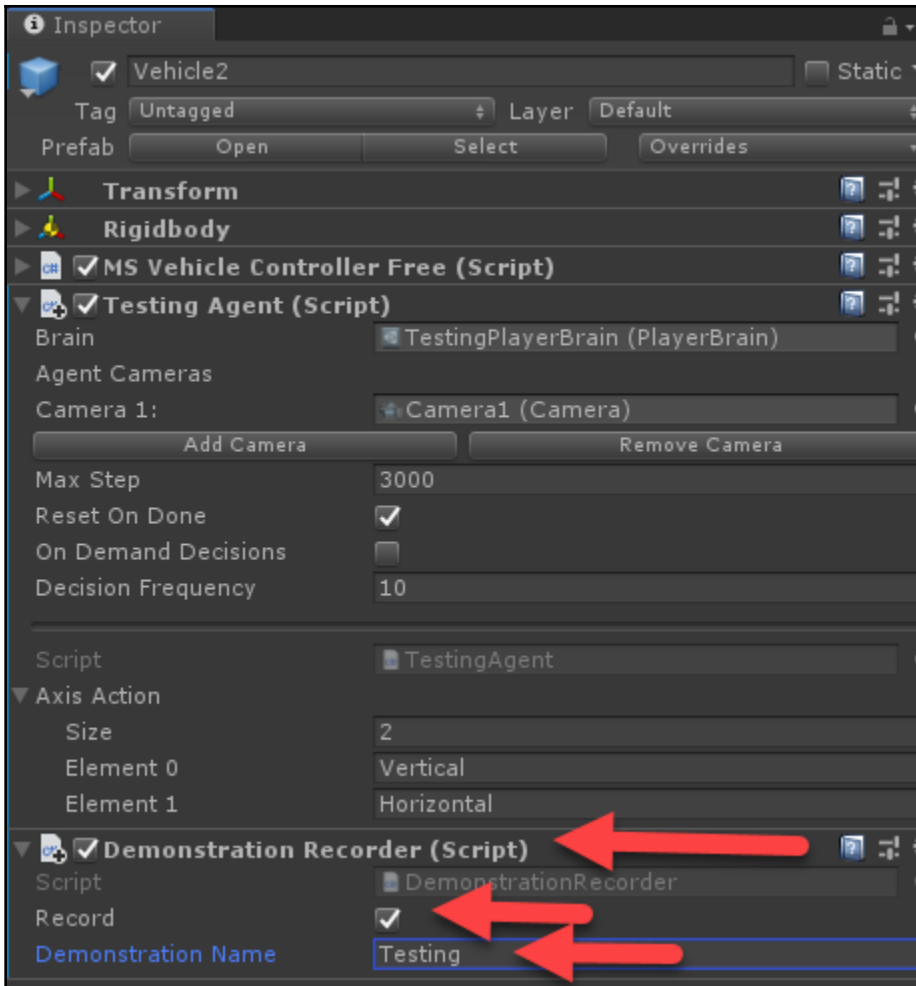 Inspector
Vehicle2 Static
Tag Untagged Layer Default
Prefab Open Select Overrides
Transform
Rigidbody
MS Vehicle Controller Free (Script)
Testing Agent (Script)
Brain TestingPlayerBrain (PlayerBrain)
Agent Cameras
Camera 1: Camera1 (Camera)
Add Camera Remove Camera
Max Step 3000
Reset On Done
On Demand Decisions
Decision Frequency 10
Script TestingAgent
Axis Action
Size 2
Element 0 Vertical
Element 1 Horizontal
Demonstration Recorder (Script)
Script DemonstrationRecorder
Record
Demonstration Name Testing